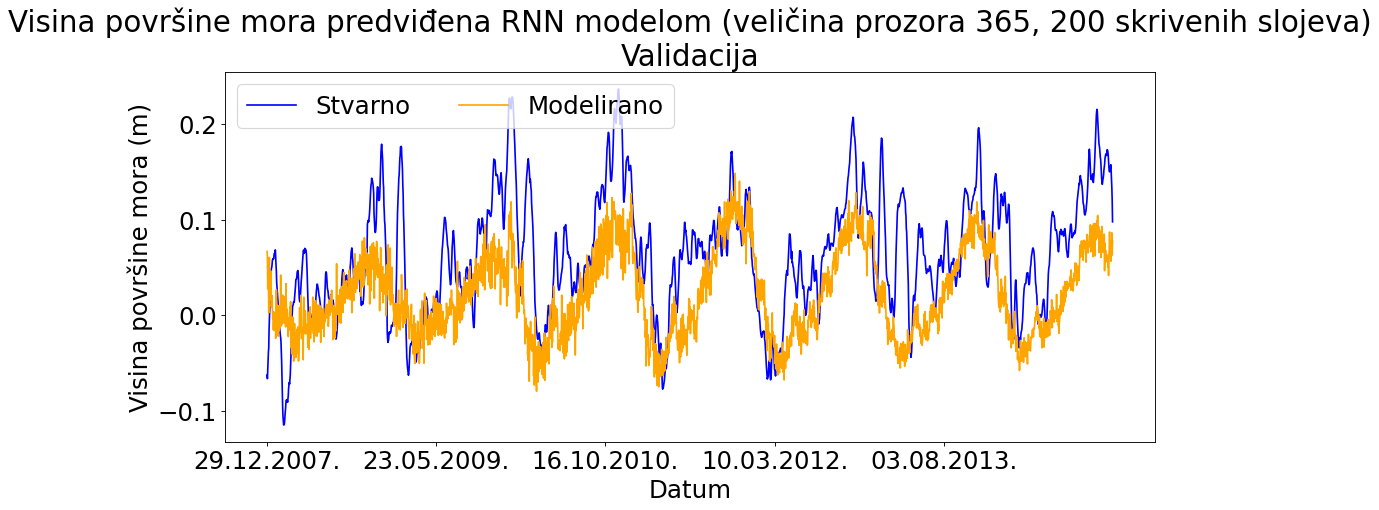 Visina površine mora predviđena RNN modelom (veličina prozora 365, 200 skrivenih slojeva)
Validacija
Stvarno
Modelirano
Visina površine mora (m)
0.2
0.1
0.0
−0.1
29.12.2007.
23.05.2009.
16.10.2010.
10.03.2012.
03.08.2013.
Datum